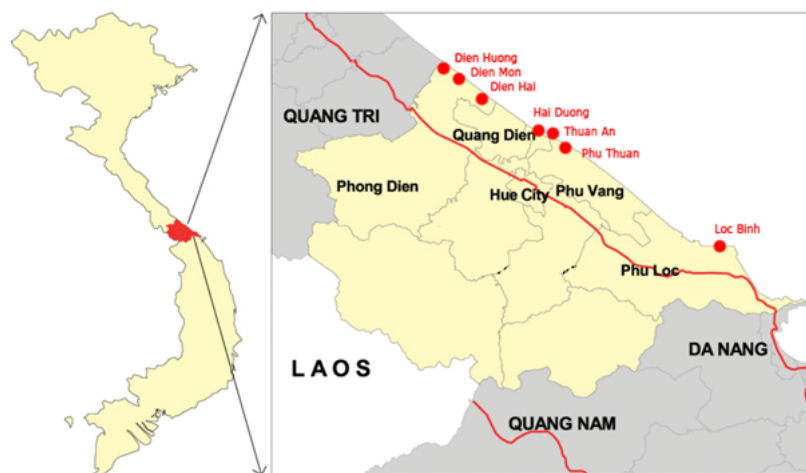 Dien Huong
Dien Mon
Dien Hai
QUANG TRI
Hai Duong
Quang Dien
Thuan An
Phu Thuan
Phong Dien
Hue City
Phu Vang
Loc Binh
Phu Loc
LAOS
DA NANG
QUANG NAM